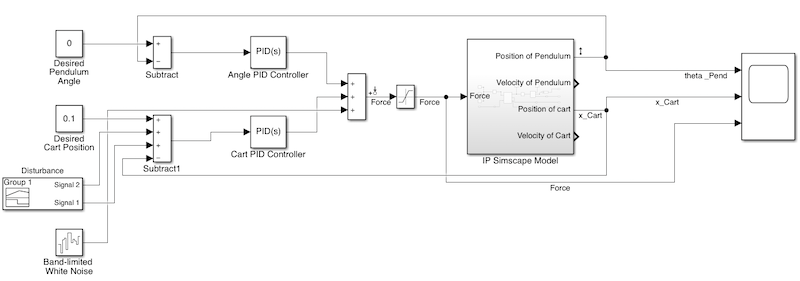 0
Desired
Pendulum
Angle
+
−
Subtract
PID(s)
Angle PID Controller
0.1
Desired
Cart Position
+
+
+
−
Subtract1
PID(s)
Cart PID Controller
+
+
+
Force
Force
Force
Position of Pendulum
Velocity of Pendulum
Position of cart
Velocity of Cart
IP Simscape Model
theta _Pend
x_Cart
x_Cart
Force
Disturbance
Group 1
Signal 2
Signal 1
Band-limited
White Noise